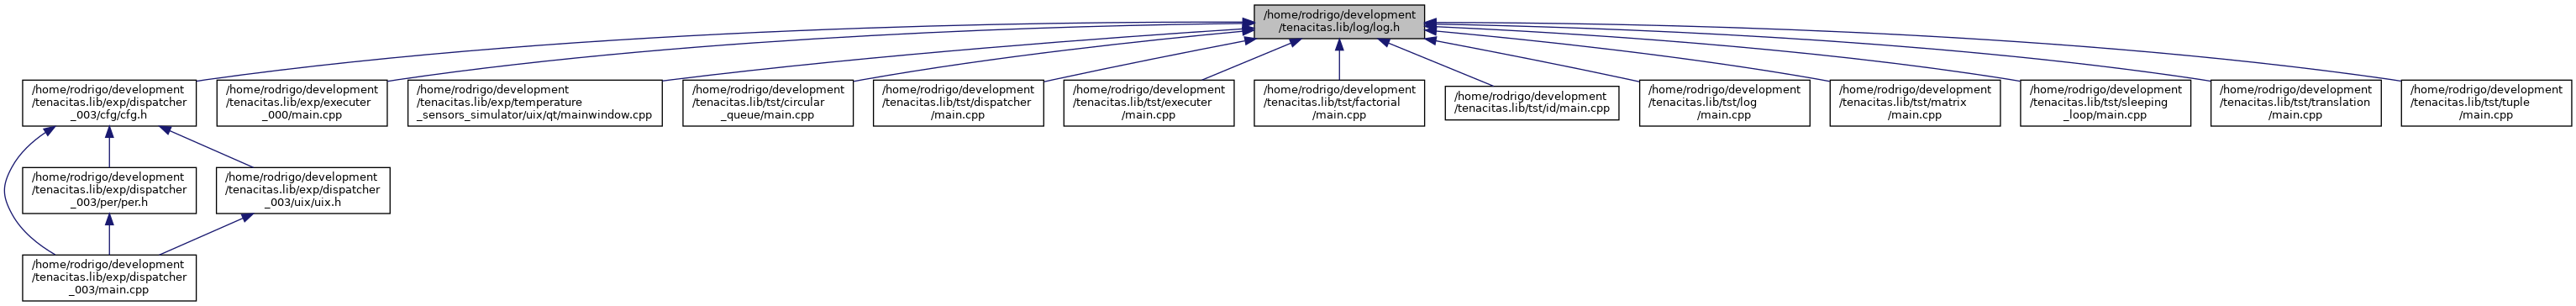 /home/rodrigo/development
/tenacitas.lib/log/log.h
/home/rodrigo/development
/tenacitas.lib/exp/dispatcher
_003/cfg/cfg.h
/home/rodrigo/development
/tenacitas.lib/exp/executer
_000/main.cpp
/home/rodrigo/development
/tenacitas.lib/exp/temperature
_sensors_simulator/uix/qt/mainwindow.cpp
/home/rodrigo/development
/tenacitas.lib/tst/circular
_queue/main.cpp
/home/rodrigo/development
/tenacitas.lib/tst/dispatcher
/main.cpp
/home/rodrigo/development
/tenacitas.lib/tst/executer
/main.cpp
/home/rodrigo/development
/tenacitas.lib/tst/factorial
/main.cpp
/home/rodrigo/development
/tenacitas.lib/tst/id/main.cpp
/home/rodrigo/development
/tenacitas.lib/tst/log
/main.cpp
/home/rodrigo/development
/tenacitas.lib/tst/matrix
/main.cpp
/home/rodrigo/development
/tenacitas.lib/tst/sleeping
_loop/main.cpp
/home/rodrigo/development
/tenacitas.lib/tst/translation
/main.cpp
/home/rodrigo/development
/tenacitas.lib/tst/tuple
/main.cpp
/home/rodrigo/development
/tenacitas.lib/exp/dispatcher
_003/per/per.h
/home/rodrigo/development
/tenacitas.lib/exp/dispatcher
_003/uix/uix.h
/home/rodrigo/development
/tenacitas.lib/exp/dispatcher
_003/main.cpp